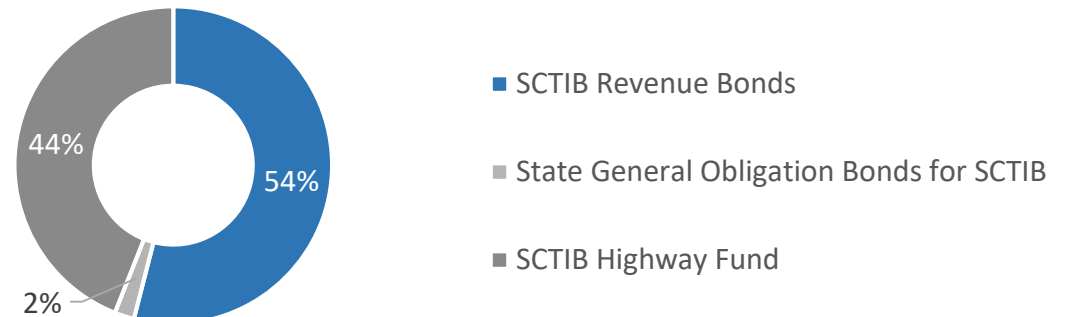 44%
54%
2%
SCTIB Revenue Bonds
State General Obligation Bonds for SCTIB
SCTIB Highway Fund